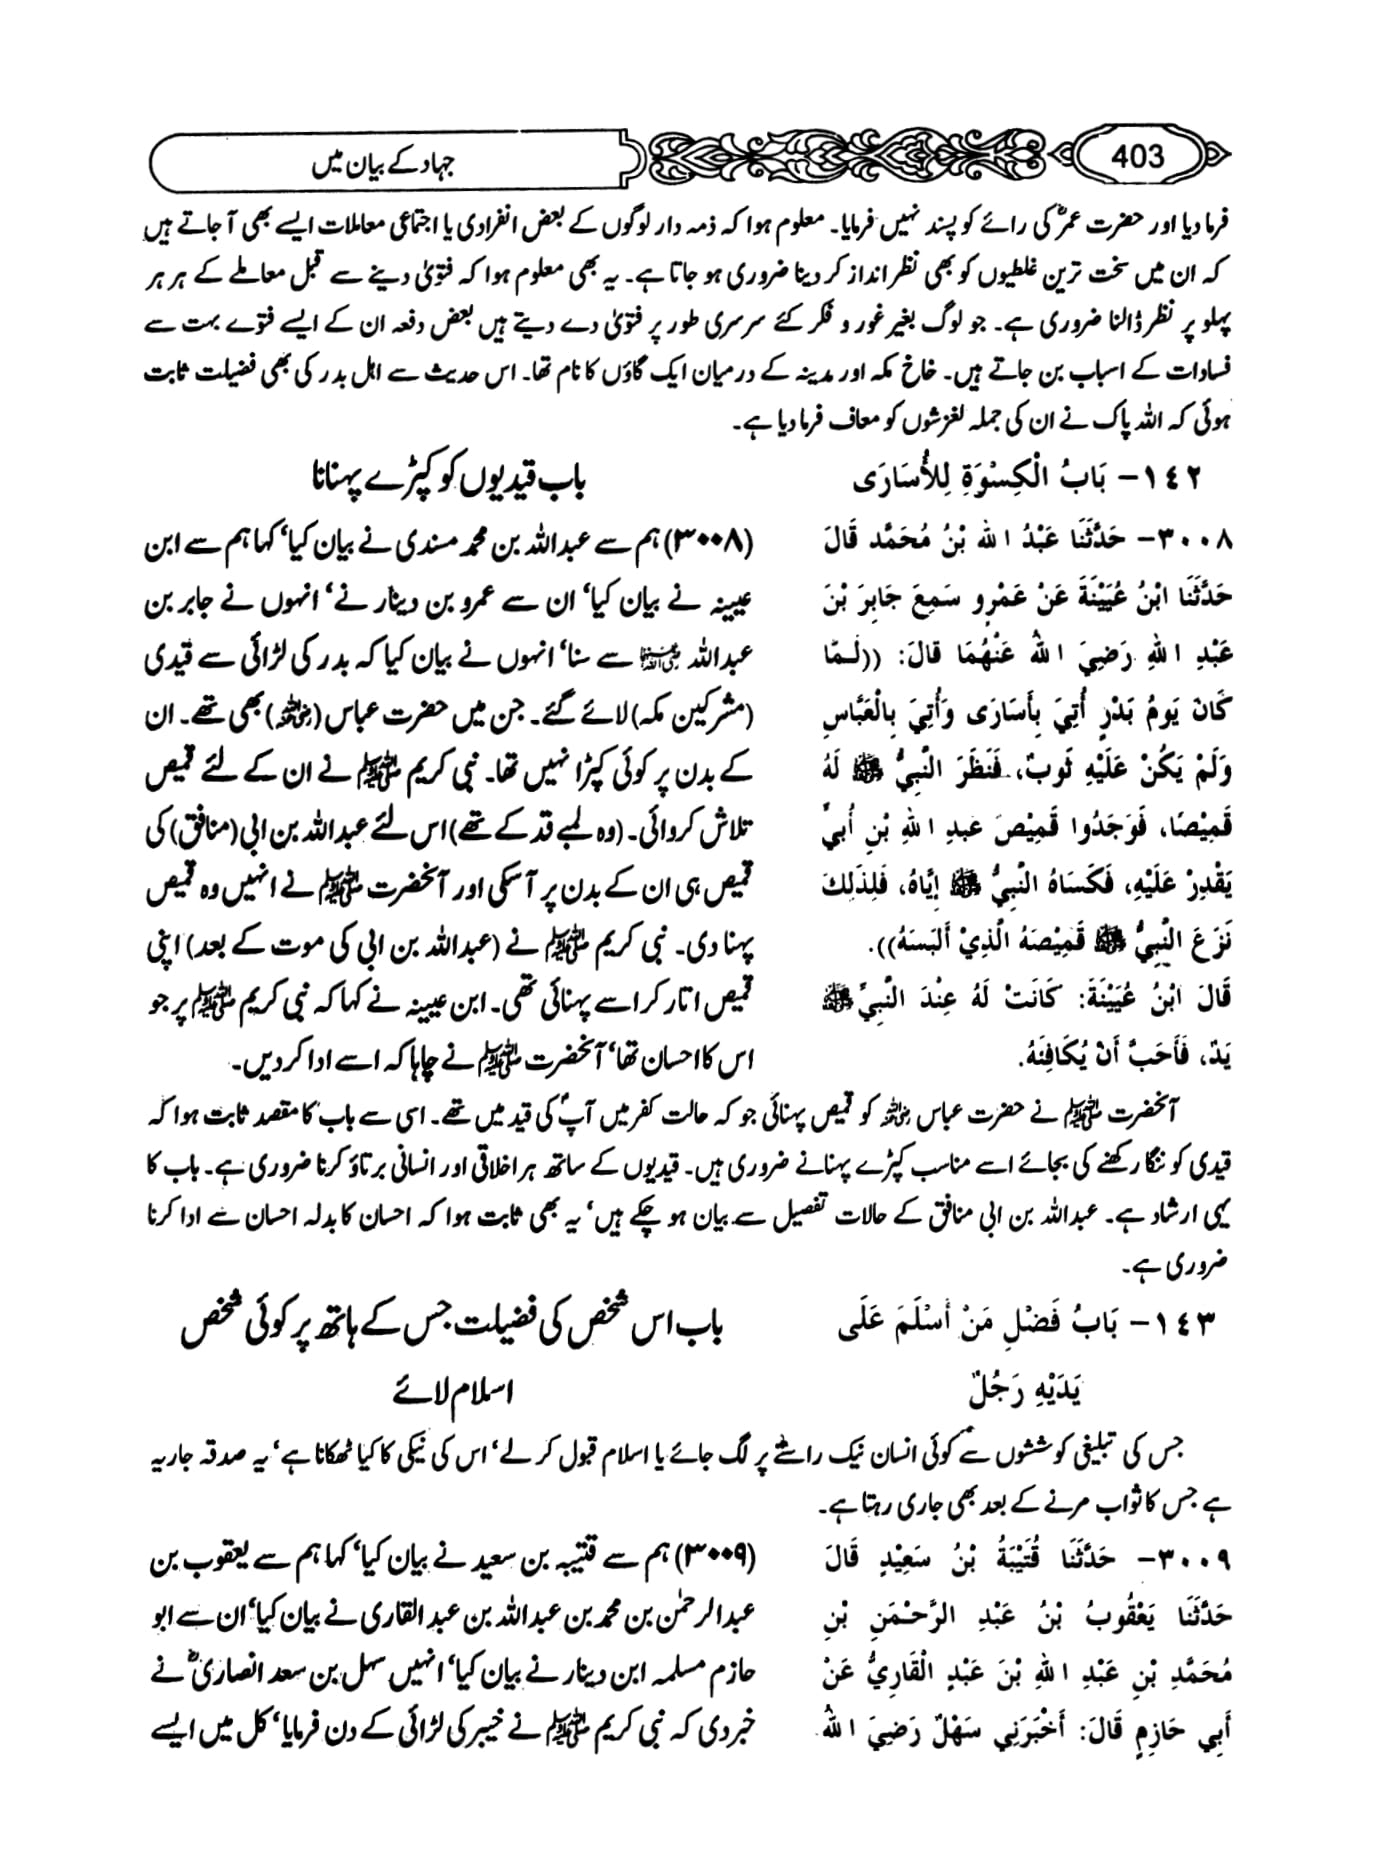 403
جہاد کے بیان میں
فرما دیا اور حضرت عمرؓ کی رائے کو پسند نہیں فرمایا۔ معلوم ہوا کہ ذمہ دار لوگوں کے بعض انفرادی یا اجتماعی معاملات ایسے بھی آ جاتے ہیں
کہ ان میں سخت ترین غلطیوں کو بھی نظر انداز کر دینا ضروری ہو جاتا ہے۔ یہ بھی معلوم ہوا کہ فتویٰ دینے سے قبل معاملے کے ہر ہر
پہلو پر نظر ڈالنا ضروری ہے۔ جو لوگ بغیر غور و فکر کئے سرسری طور پر فتویٰ دے دیتے ہیں بعض دفعہ ان کے ایسے فتوے بہت سے
فسادات کے اسباب بن جاتے ہیں۔ خاخ مکہ اور مدینہ کے درمیان ایک گاؤں کا نام تھا۔ اس حدیث سے اہل بدر کی بھی فضیلت ثابت
ہوئی کہ اللہ پاک نے ان کی جملہ لغزشوں کو معاف فرما دیا ہے۔
١٤٢- بَابُ الْكِسْوَةِ لِلأُسَارَى
٣٠٠٨- حَدَّثَنَا عَبْدُ اللهِ بْنُ مُحَمَّد قَالَ
حَدَّثَنَا ابْنُ عُيَيْنَةَ عَنْ عَمْرٍو سَمِعَ جَابِرَ بْنَ
عَبْدِ اللهِ رَضِيَ اللهُ عَنْهُمَا قَالَ: ((لَـمَّا
كَانَ يَومُ بَدْرٍ أُتِيَ بِأَسَارَى وَأُتِيَ بِالْعَبَّاسِ
وَلَمْ يَكُنْ عَلَيْهِ ثَوبٌ، فَنَظَرَ النَّبِيُّ ﷺ لَهُ
قَمِيْصًا، فَوَجَدُوا قَمِيْصَ عَبدِ اللهِ بْنِ أُبيٍّ
يَقْدِرُ عَلَيْهِ، فَكَسَاهُ النَّبِيُّ ﷺ إِيَّاهُ، فَلِذَلِكَ
نَزَعَ النَّبِيُّ ﷺ قَمِيْصَهُ الَّذِيْ أَلبَسَهُ)).
قَالَ ابْنُ عُيَيْنَةَ: كَانَتْ لَهُ عِنْدَ النَّبِيِّ ﷺ
يَدٌ، فَأَحَبَّ أَنْ يُكَافِئَهُ.
باب قیدیوں کو کپڑے پہنانا
(۳۰۰۸) ہم سے عبداللہ بن محمد مسندی نے بیان کیا‘ کہا ہم سے ابن
عیینہ نے بیان کیا‘ ان سے عمرو بن دینار نے‘ انہوں نے جابر بن
عبداللہ رضی اللہ عنہما سے سنا‘ انہوں نے بیان کیا کہ بدر کی لڑائی سے قیدی
(مشرکین مکہ) لائے گئے۔ جن میں حضرت عباس (رضی اللہ عنہ) بھی تھے۔ ان
کے بدن پر کوئی کپڑا نہیں تھا۔ نبی کریم ﷺ نے ان کے لئے قمیص
تلاش کروائی۔ (وہ لمبے قد کے تھے) اس لئے عبداللہ بن ابی (منافق) کی
قمیص ہی ان کے بدن پر آ سکی اور آنحضرت ﷺ نے انہیں وہ قمیص
پہنا دی۔ نبی کریم ﷺ نے (عبداللہ بن ابی کی موت کے بعد) اپنی
قمیص اتار کر اسے پہنائی تھی۔ ابن عیینہ نے کہا کہ نبی کریم ﷺ پر جو
اس کا احسان تھا‘ آنحضرت ﷺ نے چاہا کہ اسے ادا کر دیں۔
آنحضرت ﷺ نے حضرت عباس رضی اللہ عنہ کو قمیص پہنائی جو کہ حالت کفر میں آپؐ کی قید میں تھے۔ اسی سے باب کا مقصد ثابت ہوا کہ
قیدی کو ننگا رکھنے کی بجائے اسے مناسب کپڑے پہنانے ضروری ہیں۔ قیدیوں کے ساتھ ہر اخلاقی اور انسانی برتاؤ کرنا ضروری ہے۔ باب کا
یہی ارشاد ہے۔ عبداللہ بن ابی منافق کے حالات تفصیل سے بیان ہو چکے ہیں‘ یہ بھی ثابت ہوا کہ احسان کا بدلہ احسان سے ادا کرنا
ضروری ہے۔
١٤٣- بَابُ فَضْلِ مَنْ أَسْلَمَ عَلَى
يَدَيْهِ رَجُلٌ
باب اس شخص کی فضیلت جس کے ہاتھ پر کوئی شخص
اسلام لائے
جس کی تبلیغی کوششوں سے کوئی انسان نیک راستے پر لگ جائے یا اسلام قبول کر لے‘ اس کی نیکی کا کیا ٹھکانا ہے‘ یہ صدقہ جاریہ
ہے جس کا ثواب مرنے کے بعد بھی جاری رہتا ہے۔
٣٠٠٩- حَدَّثَنَا قُتَيْبَةُ بْنُ سَعِيْدٍ قَالَ
حَدَّثَنَا يَعْقُوبُ بْنُ عَبْدِ الرَّحْمَنِ بْنِ
مُحَمَّدِ بْنِ عَبْدِ اللهِ بْنَ عَبْدٍ الْقَارِيُّ عَنْ
أَبِي حَازِمٍ قَالَ: أَخْبَرَنِي سَهْلٌ رَضِيَ اللهُ
(۳۰۰۹) ہم سے قتیبہ بن سعید نے بیان کیا‘ کہا ہم سے یعقوب بن
عبدالرحمٰن بن محمد بن عبداللہ بن عبد القاری نے بیان کیا‘ ان سے ابو
حازم مسلمہ ابن دینار نے بیان کیا‘ انہیں سہل بن سعد انصاریؓ نے
خبر دی کہ نبی کریم ﷺ نے خیبر کی لڑائی کے دن فرمایا‘ کل میں ایسے